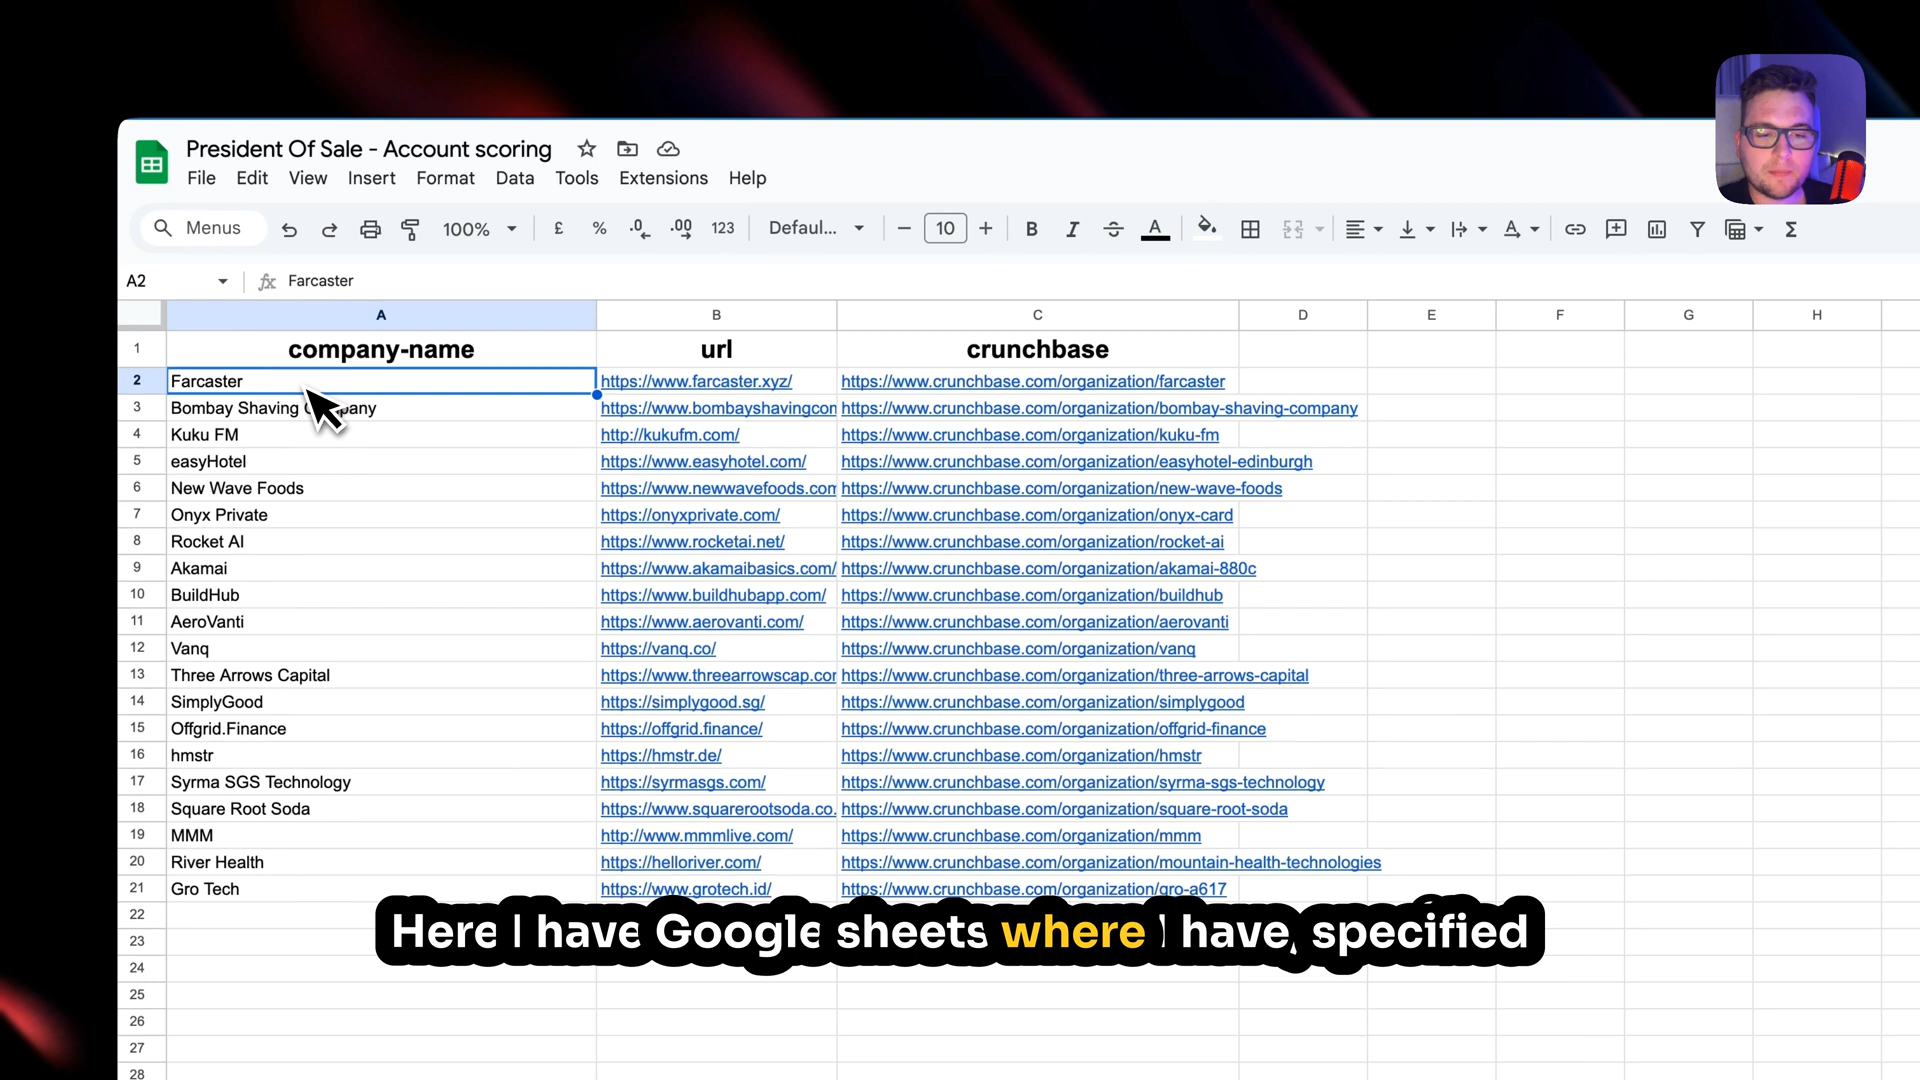 President Of Sale - Account scoring
File Edit View Insert Format Data Tools Extensions Help
Menus 100% £ % .0 .00 123 Defaul... 10 B I A
A2 fx Farcaster
A B C D E F G H
1 company-name url crunchbase
2 Farcaster https://www.farcaster.xyz/ https://www.crunchbase.com/organization/farcaster
3 Bombay Shaving https://www.bombayshavingcon https://www.crunchbase.com/organization/bombay-shaving-company
4 Kuku FM http://kukufm.com/ https://www.crunchbase.com/organization/kuku-fm
5 easyHotel https://www.easyhotel.com/ https://www.crunchbase.com/organization/easyhotel-edinburgh
6 New Wave Foods https://www.newwavefoods.com https://www.crunchbase.com/organization/new-wave-foods
7 Onyx Private https://onyxprivate.com/ https://www.crunchbase.com/organization/onyx-card
8 Rocket AI https://www.rocketai.net/ https://www.crunchbase.com/organization/rocket-ai
9 Akamai https://www.akamaibasics.com/ https://www.crunchbase.com/organization/akamai-880c
10 BuildHub https://www.buildhubapp.com/ https://www.crunchbase.com/organization/buildhub
11 AeroVanti https://www.aerovanti.com/ https://www.crunchbase.com/organization/aerovanti
12 Vanq https://vanq.co/ https://www.crunchbase.com/organization/vanq
13 Three Arrows Capital https://www.threearrowscap.cor https://www.crunchbase.com/organization/three-arrows-capital
14 SimplyGood https://simplygood.sg/ https://www.crunchbase.com/organization/simplygood
15 Offgrid.Finance https://offgrid.finance/ https://www.crunchbase.com/organization/offgrid-finance
16 hmstr https://hmstr.de/ https://www.crunchbase.com/organization/hmstr
17 Syrma SGS Technology https://syrmasgs.com/ https://www.crunchbase.com/organization/syrma-sgs-technology
18 Square Root Soda https://www.squarerootsoda.co. https://www.crunchbase.com/organization/square-root-soda
19 MMM http://www.mmmlive.com/ https://www.crunchbase.com/organization/mmm
20 River Health https://helloriver.com/ https://www.crunchbase.com/organization/mountain-health-technologies
21 Gro Tech https://www.grotech.id/ https://www.crunchbase.com/organization/gro-a617
22
Here I have Google sheets where I have, specified
23
24
25
26
27
28